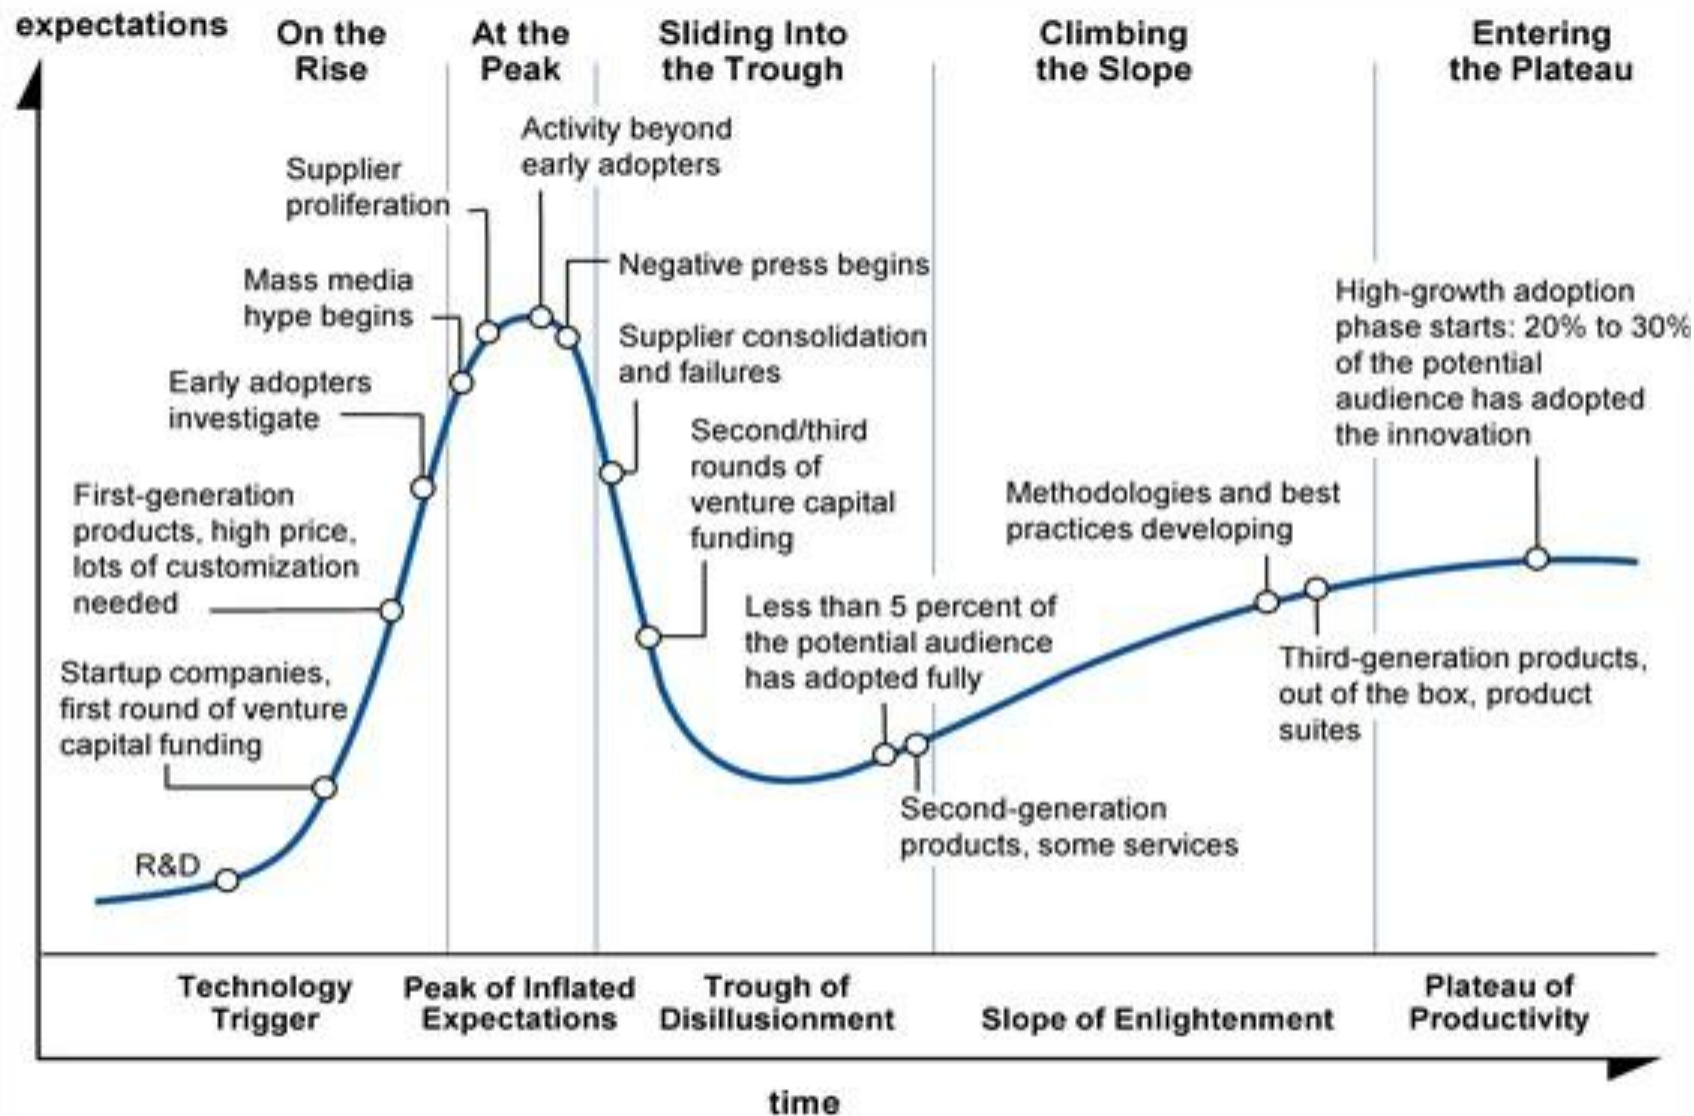 expectations
On the
Rise
At the
Peak
Sliding Into
the Trough
Climbing
the Slope
Entering
the Plateau
Activity beyond
early adopters
Supplier
proliferation
Negative press begins
Mass media
hype begins
Supplier consolidation
and failures
Early adopters
investigate
Second/third
rounds of
venture capital
funding
High-growth adoption
phase starts: 20% to 30%
of the potential
audience has adopted
the innovation
First-generation
products, high price,
lots of customization
needed
Methodologies and best
practices developing
Less than 5 percent of
the potential audience
has adopted fully
Startup companies,
first round of venture
capital funding
Third-generation products,
out of the box, product
suites
Second-generation
products, some services
R&D
Technology
Trigger
Peak of Inflated
Expectations
Trough of
Disillusionment
Slope of Enlightenment
Plateau of
Productivity
time